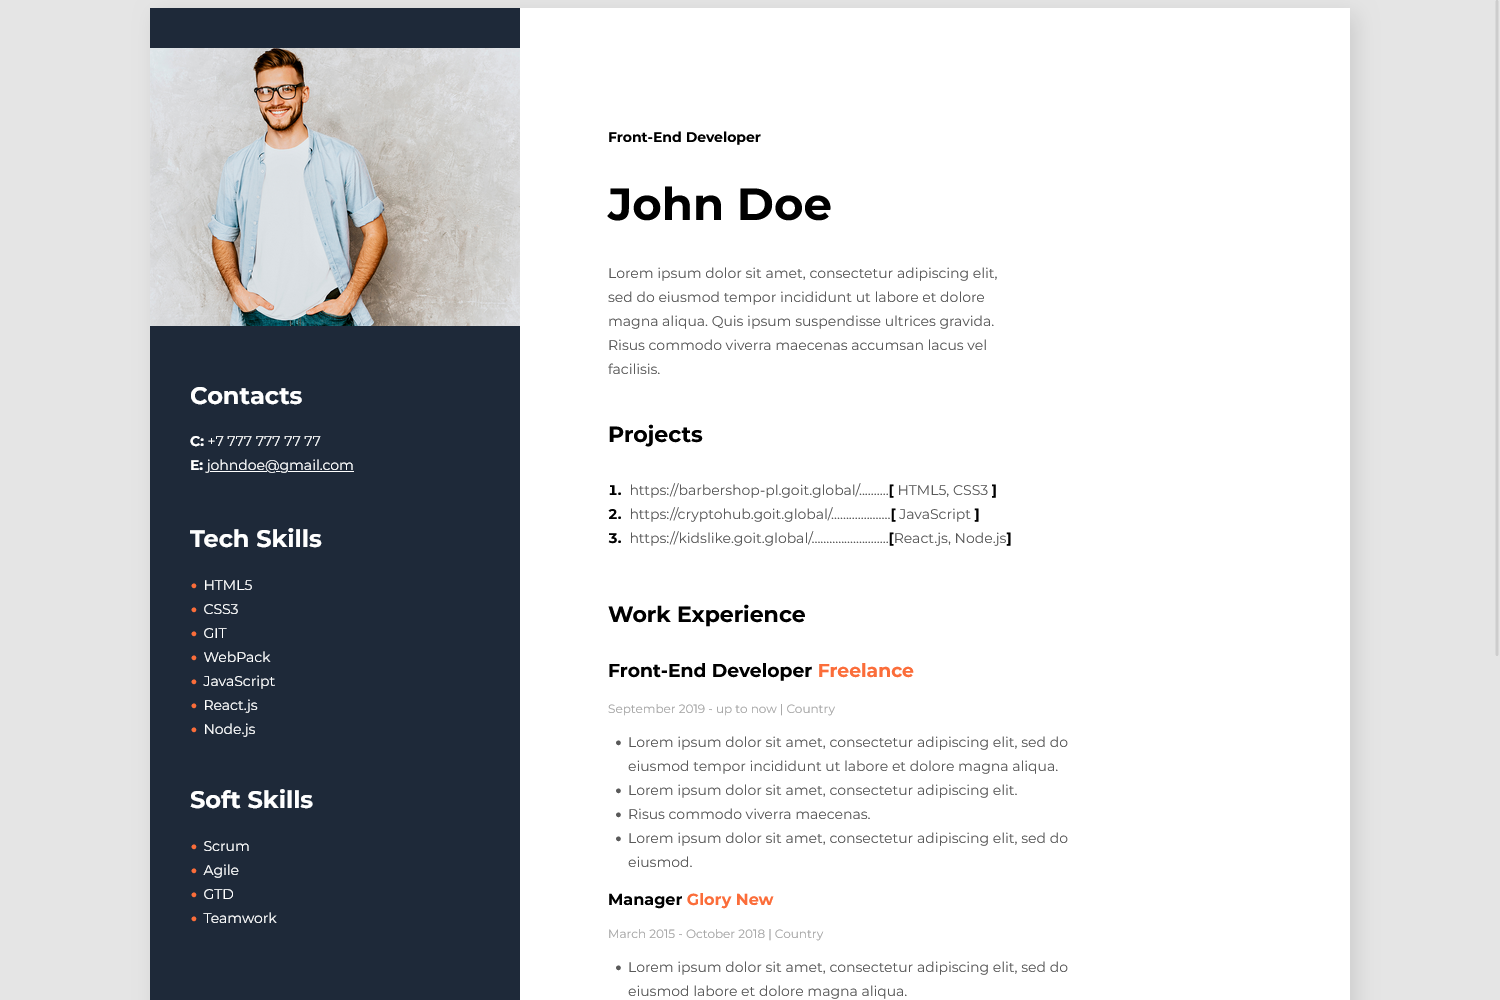 Contacts
C: +7 777 777 77 77
E: johndoe@gmail.com
Tech Skills
HTML5
CSS3
GIT
WebPack
JavaScript
React.js
Node.js
Soft Skills
Scrum
Agile
GTD
Teamwork
Front-End Developer
John Doe
Lorem ipsum dolor sit amet, consectetur adipiscing elit,
sed do eiusmod tempor incididunt ut labore et dolore
magna aliqua. Quis ipsum suspendisse ultrices gravida.
Risus commodo viverra maecenas accumsan lacus vel
facilisis.
Projects
1. https://barbershop-pl.goit.global/..........[ HTML5, CSS3 ]
2. https://cryptohub.goit.global/....................[ JavaScript ]
3. https://kidslike.goit.global/..........................[React.js, Node.js]
Work Experience
Front-End Developer Freelance
September 2019 - up to now | Country
• Lorem ipsum dolor sit amet, consectetur adipiscing elit, sed do
eiusmod tempor incididunt ut labore et dolore magna aliqua.
• Lorem ipsum dolor sit amet, consectetur adipiscing elit.
• Risus commodo viverra maecenas.
• Lorem ipsum dolor sit amet, consectetur adipiscing elit, sed do
eiusmod.
Manager Glory New
March 2015 - October 2018 | Country
• Lorem ipsum dolor sit amet, consectetur adipiscing elit, sed do
eiusmod labore et dolore magna aliqua.